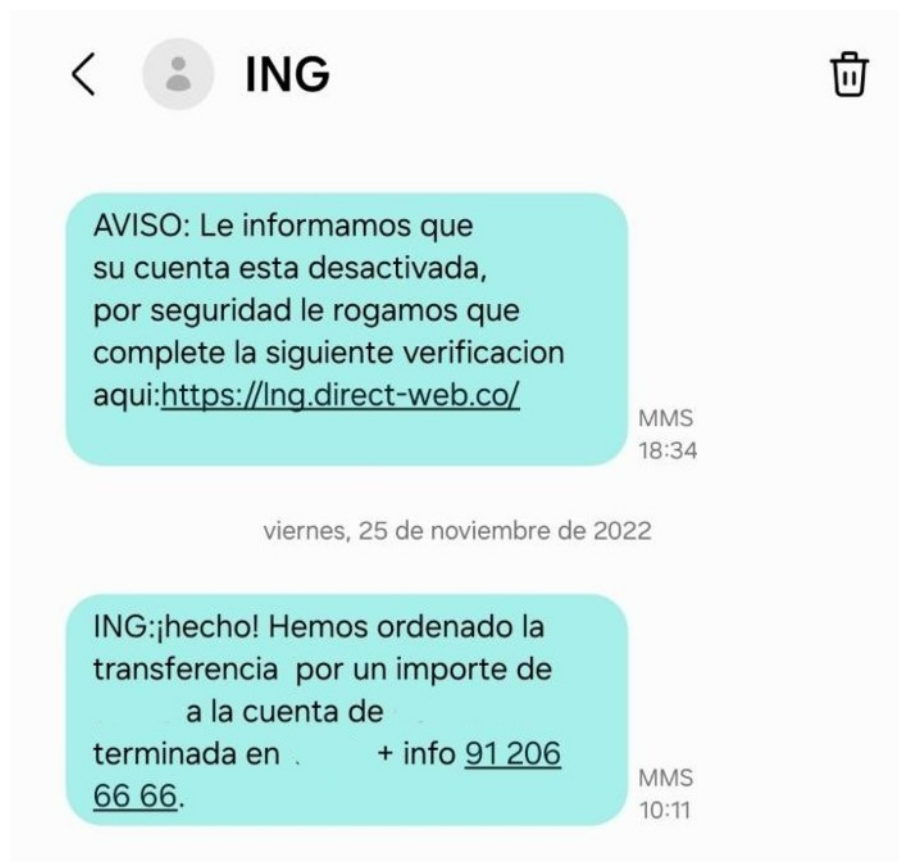 ING
AVISO: Le informamos que
su cuenta esta desactivada,
por seguridad le rogamos que
complete la siguiente verificacion
aqui:https://lng.direct-web.co/
MMS
18:34
viernes, 25 de noviembre de 2022
ING:¡hecho! Hemos ordenado la
transferencia por un importe de
a la cuenta de
terminada en . + info 91 206
66 66.
MMS
10:11